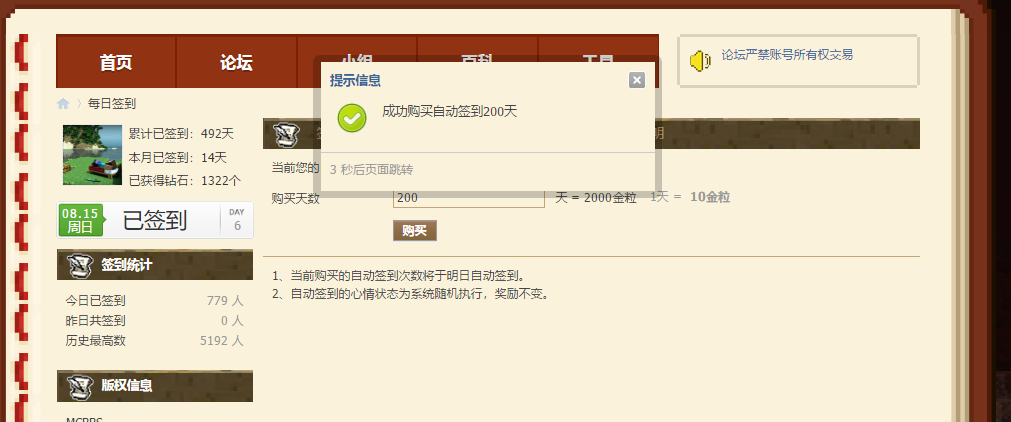 首页
论坛
小组
百科
工具
论坛严禁账号所有权交易
每日签到
提示信息
成功购买自动签到200天
3 秒后页面跳转
累计已签到：492天
本月已签到：14天
已获得钻石：1322个
08.15
周日
已签到
DAY
6
签到统计
今日已签到 779 人
昨日共签到 0 人
历史最高数 5192 人
版权信息
MCBBS
明
当前您的
购买天数 200 天 = 2000金粒 1天 = 10金粒
购买
1、当前购买的自动签到次数将于明日自动签到。
2、自动签到的心情状态为系统随机执行，奖励不变。